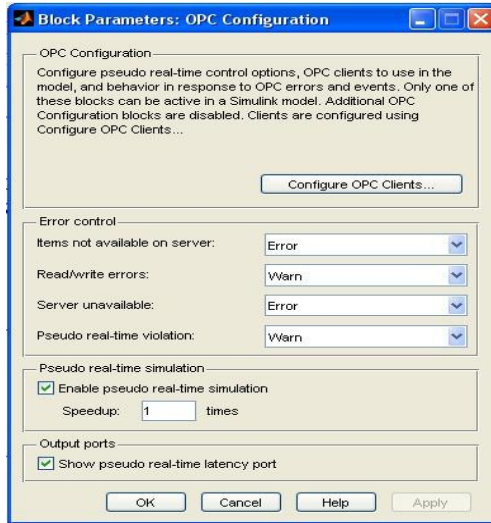 Block Parameters: OPC Configuration
OPC Configuration
Configure pseudo real-time control options, OPC clients to use in the
model, and behavior in response to OPC errors and events. Only one of
these blocks can be active in a Simulink model. Additional OPC
Configuration blocks are disabled. Clients are configured using
Configure OPC Clients...
Configure OPC Clients...
Error control
Items not available on server: Error
Read/write errors: Warn
Server unavailable: Error
Pseudo real-time violation: Warn
Pseudo real-time simulation
Enable pseudo real-time simulation
Speedup: 1 times
Output ports
Show pseudo real-time latency port
OK Cancel Help Apply